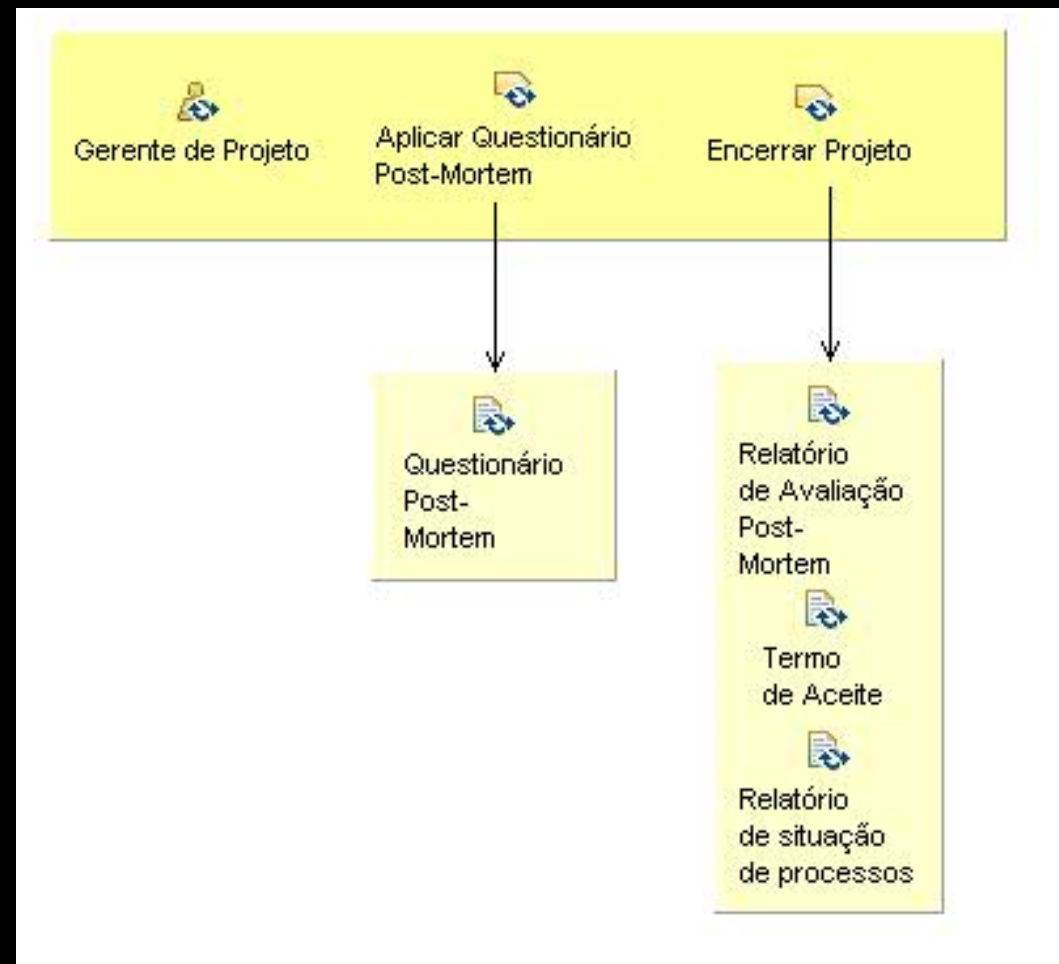 Gerente de Projeto
Aplicar Questionário
Post-Mortem
Encerrar Projeto
Questionário
Post-
Mortem
Relatório
de Avaliação
Post-
Mortem
Termo
de Aceite
Relatório
de situação
de processos